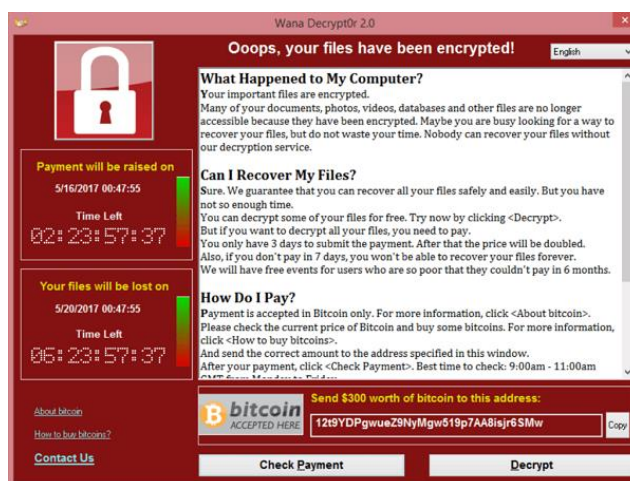 Wana Decrypt0r 2.0
Ooops, your files have been encrypted!
English
What Happened to My Computer?
Your important files are encrypted.
Many of your documents, photos, videos, databases and other files are no longer
accessible because they have been encrypted. Maybe you are busy looking for a way to
recover your files, but do not waste your time. Nobody can recover your files without
our decryption service.
Can I Recover My Files?
Sure. We guarantee that you can recover all your files safely and easily. But you have
not so enough time.
You can decrypt some of your files for free. Try now by clicking <Decrypt>.
But if you want to decrypt all your files, you need to pay.
You only have 3 days to submit the payment. After that the price will be doubled.
Also, if you don't pay in 7 days, you won't be able to recover your files forever.
We will have free events for users who are so poor that they couldn't pay in 6 months.
How Do I Pay?
Payment is accepted in Bitcoin only. For more information, click <About bitcoin>.
Please check the current price of Bitcoin and buy some bitcoins. For more information,
click <How to buy bitcoins>.
And send the correct amount to the address specified in this window.
After your payment, click <Check Payment>. Best time to check: 9:00am - 11:00am
GMT from Monday to Friday.
Payment will be raised on
5/16/2017 00:47:55
Time Left
02:23:57:37
Your files will be lost on
5/20/2017 00:47:55
Time Left
06:23:57:37
About bitcoin
How to buy bitcoins?
Contact Us
bitcoin
ACCEPTED HERE
Send $300 worth of bitcoin to this address:
12t9YDPgwueZ9NyMgw519p7AA8isjr6SMw
Copy
Check Payment
Decrypt